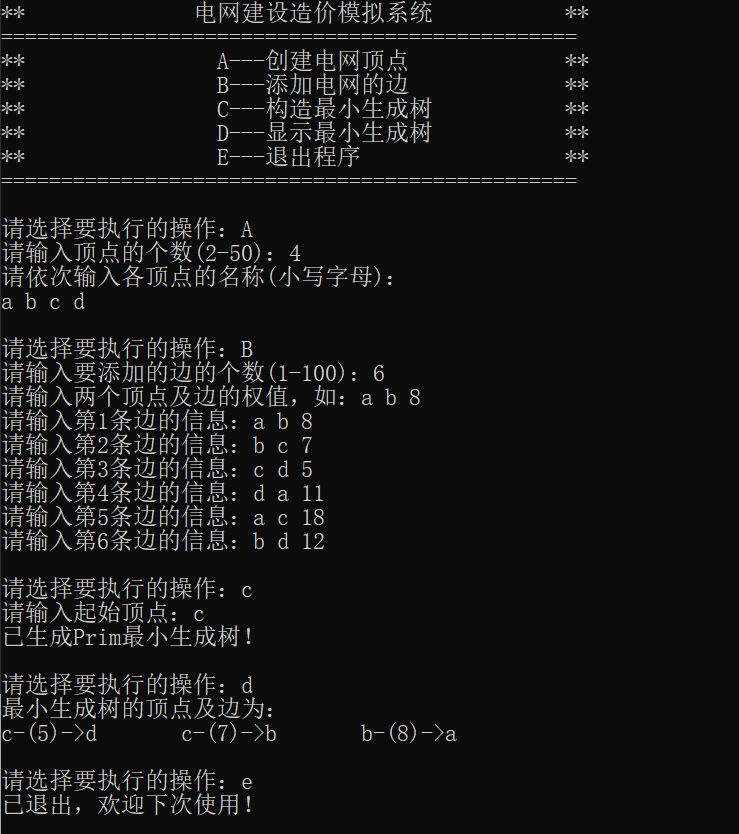 **              电网建设造价模拟系统           **
================================================
**                A---创建电网顶点             **
**                B---添加电网的边             **
**                C---构造最小生成树           **
**                D---显示最小生成树           **
**                E---退出程序                 **
================================================
请选择要执行的操作：A
请输入顶点的个数(2-50)：4
请依次输入各顶点的名称(小写字母)：
a b c d
请选择要执行的操作：B
请输入要添加的边的个数(1-100)：6
请输入两个顶点及边的权值，如：a b 8
请输入第1条边的信息：a b 8
请输入第2条边的信息：b c 7
请输入第3条边的信息：c d 5
请输入第4条边的信息：d a 11
请输入第5条边的信息：a c 18
请输入第6条边的信息：b d 12
请选择要执行的操作：c
请输入起始顶点：c
已生成Prim最小生成树！
请选择要执行的操作：d
最小生成树的顶点及边为：
c-(5)->d       c-(7)->b       b-(8)->a
请选择要执行的操作：e
已退出，欢迎下次使用！